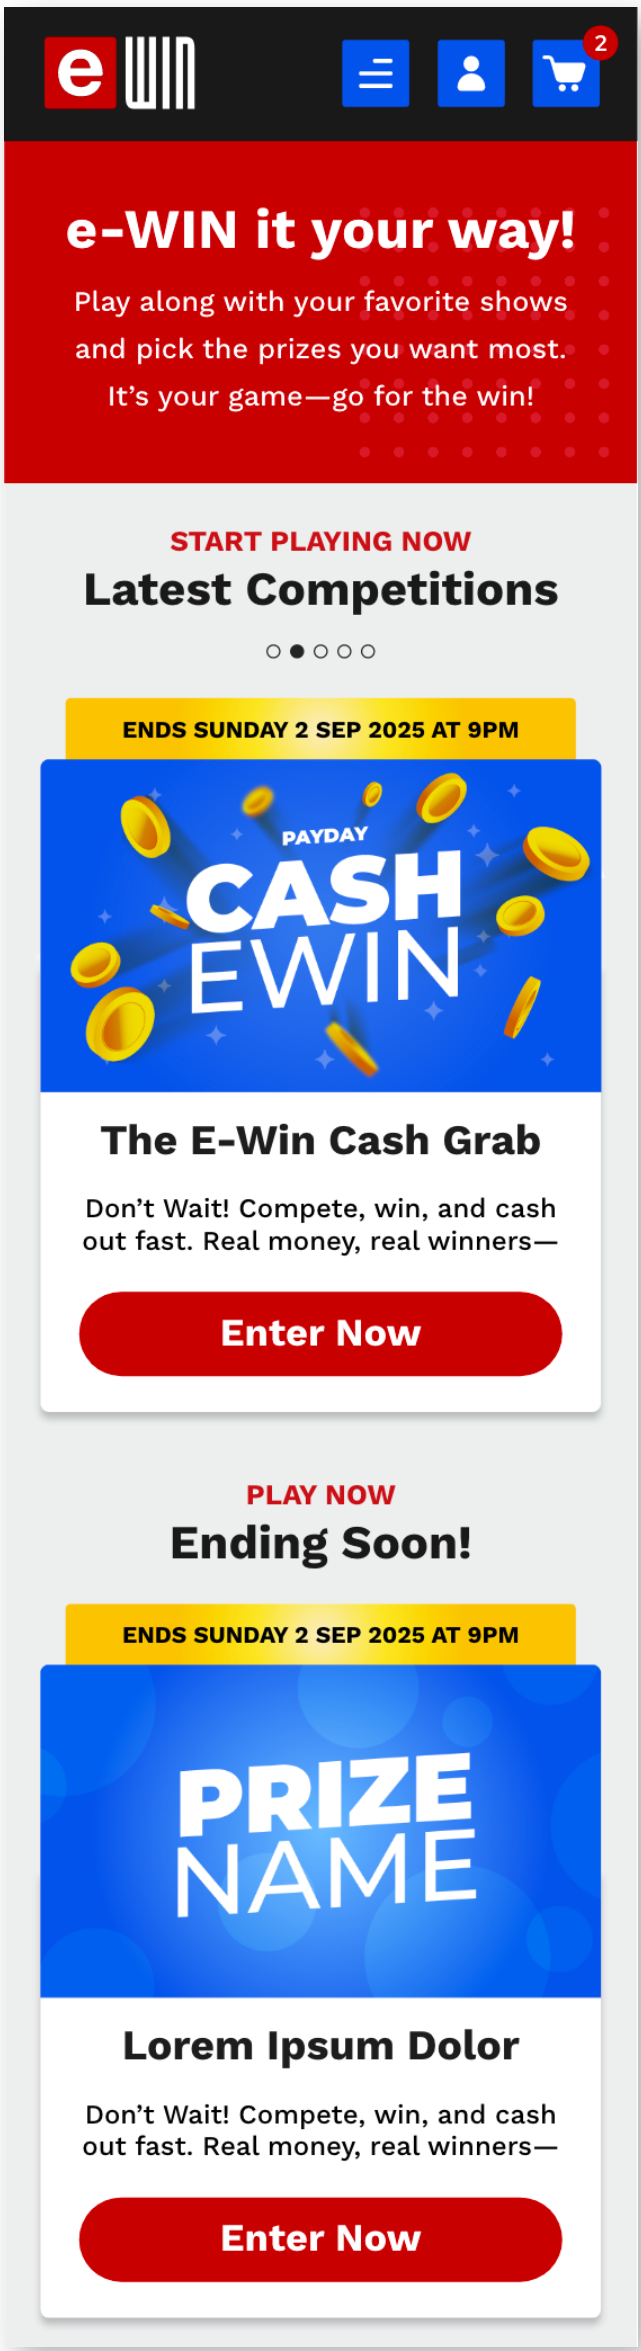 e WIN
2
e-WIN it your way!
Play along with your favorite shows
and pick the prizes you want most.
It’s your game—go for the win!
START PLAYING NOW
Latest Competitions
ENDS SUNDAY 2 SEP 2025 AT 9PM
PAYDAY
CASH
EWIN
The E-Win Cash Grab
Don’t Wait! Compete, win, and cash
out fast. Real money, real winners—
Enter Now
PLAY NOW
Ending Soon!
ENDS SUNDAY 2 SEP 2025 AT 9PM
PRIZE
NAME
Lorem Ipsum Dolor
Don’t Wait! Compete, win, and cash
out fast. Real money, real winners—
Enter Now